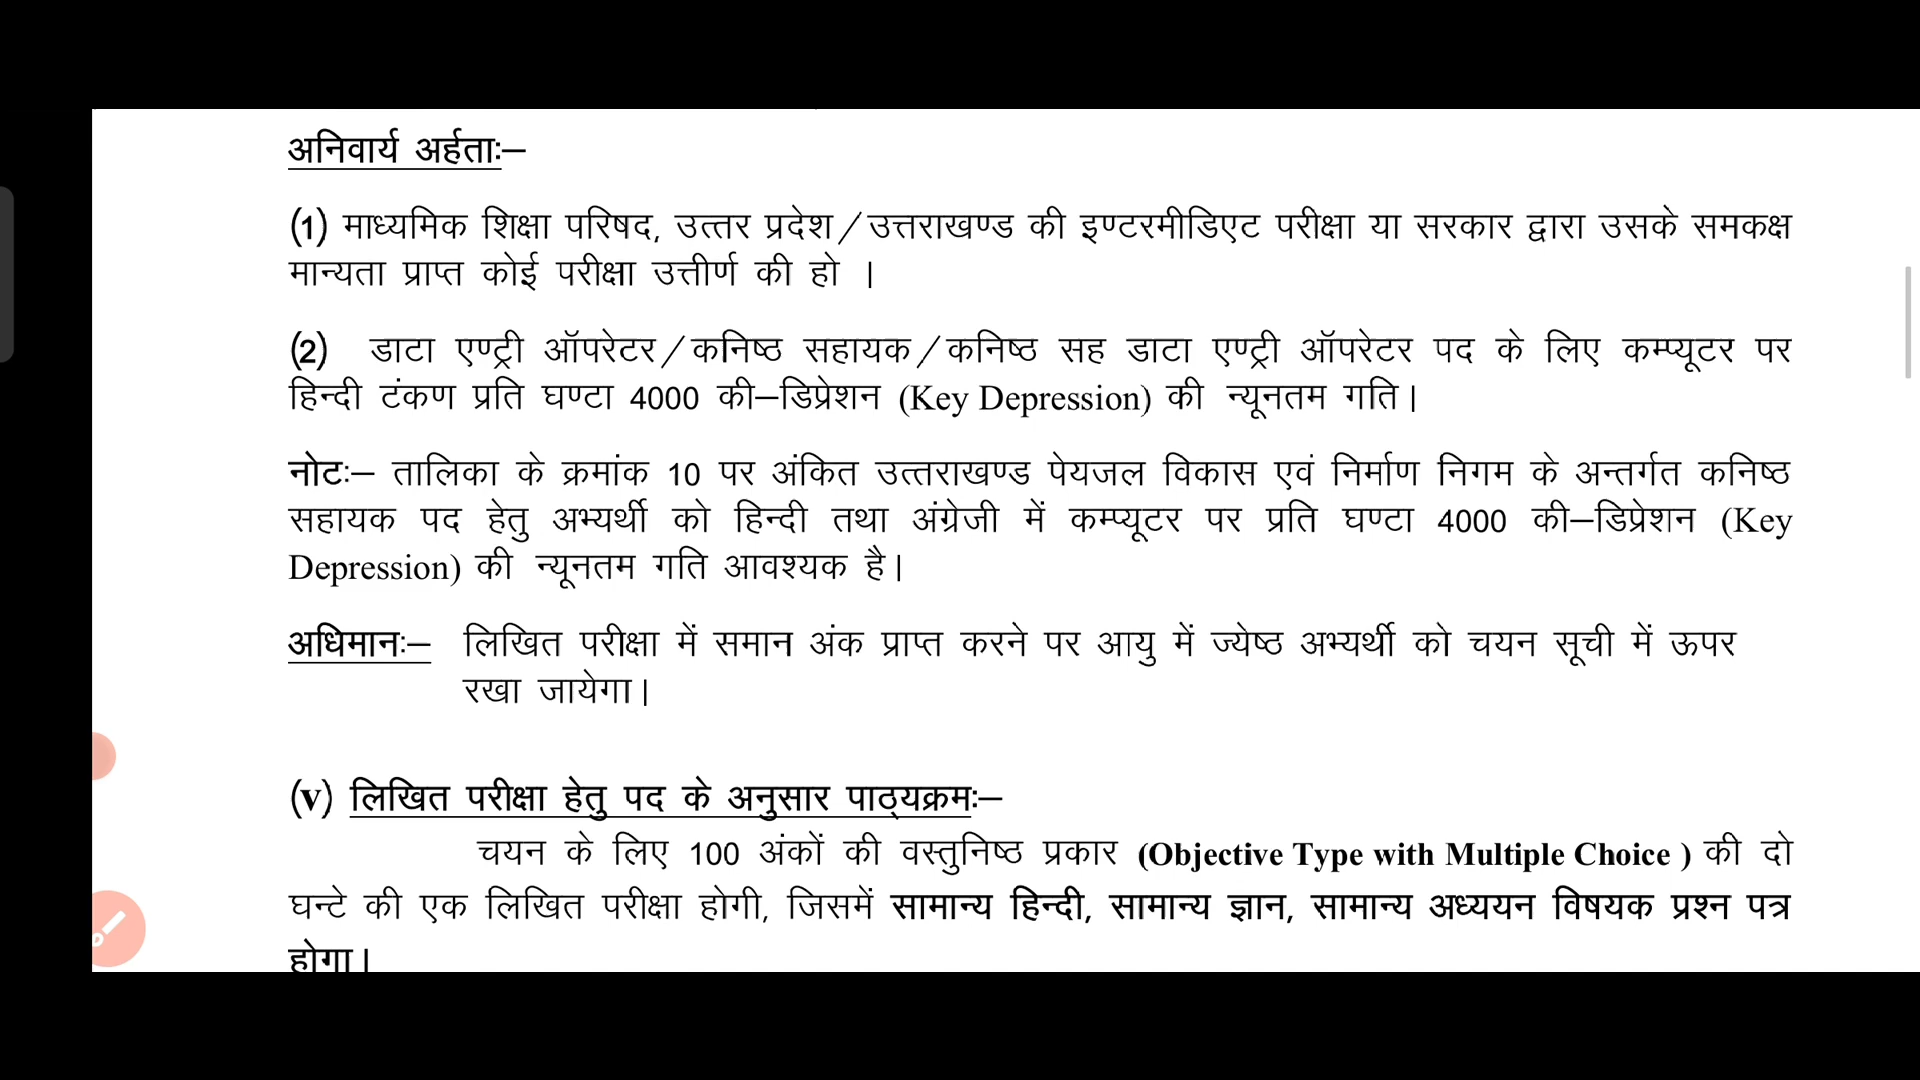 अनिवार्य अर्हताः–
(1) माध्यमिक शिक्षा परिषद, उत्तर प्रदेश/उत्तराखण्ड की इण्टरमीडिएट परीक्षा या सरकार द्वारा उसके समकक्ष
मान्यता प्राप्त कोई परीक्षा उत्तीर्ण की हो ।
(2) डाटा एण्ट्री ऑपरेटर/कनिष्ठ सहायक/कनिष्ठ सह डाटा एण्ट्री ऑपरेटर पद के लिए कम्प्यूटर पर
हिन्दी टंकण प्रति घण्टा 4000 की–डिप्रेशन (Key Depression) की न्यूनतम गति।
नोटः– तालिका के क्रमांक 10 पर अंकित उत्तराखण्ड पेयजल विकास एवं निर्माण निगम के अन्तर्गत कनिष्ठ
सहायक पद हेतु अभ्यर्थी को हिन्दी तथा अंग्रेजी में कम्प्यूटर पर प्रति घण्टा 4000 की–डिप्रेशन (Key
Depression) की न्यूनतम गति आवश्यक है।
अधिमानः– लिखित परीक्षा में समान अंक प्राप्त करने पर आयु में ज्येष्ठ अभ्यर्थी को चयन सूची में ऊपर
रखा जायेगा।
(v) लिखित परीक्षा हेतु पद के अनुसार पाठ्यक्रमः–
चयन के लिए 100 अंकों की वस्तुनिष्ठ प्रकार (Objective Type with Multiple Choice ) की दो
घन्टे की एक लिखित परीक्षा होगी, जिसमें सामान्य हिन्दी, सामान्य ज्ञान, सामान्य अध्ययन विषयक प्रश्न पत्र
होगा।